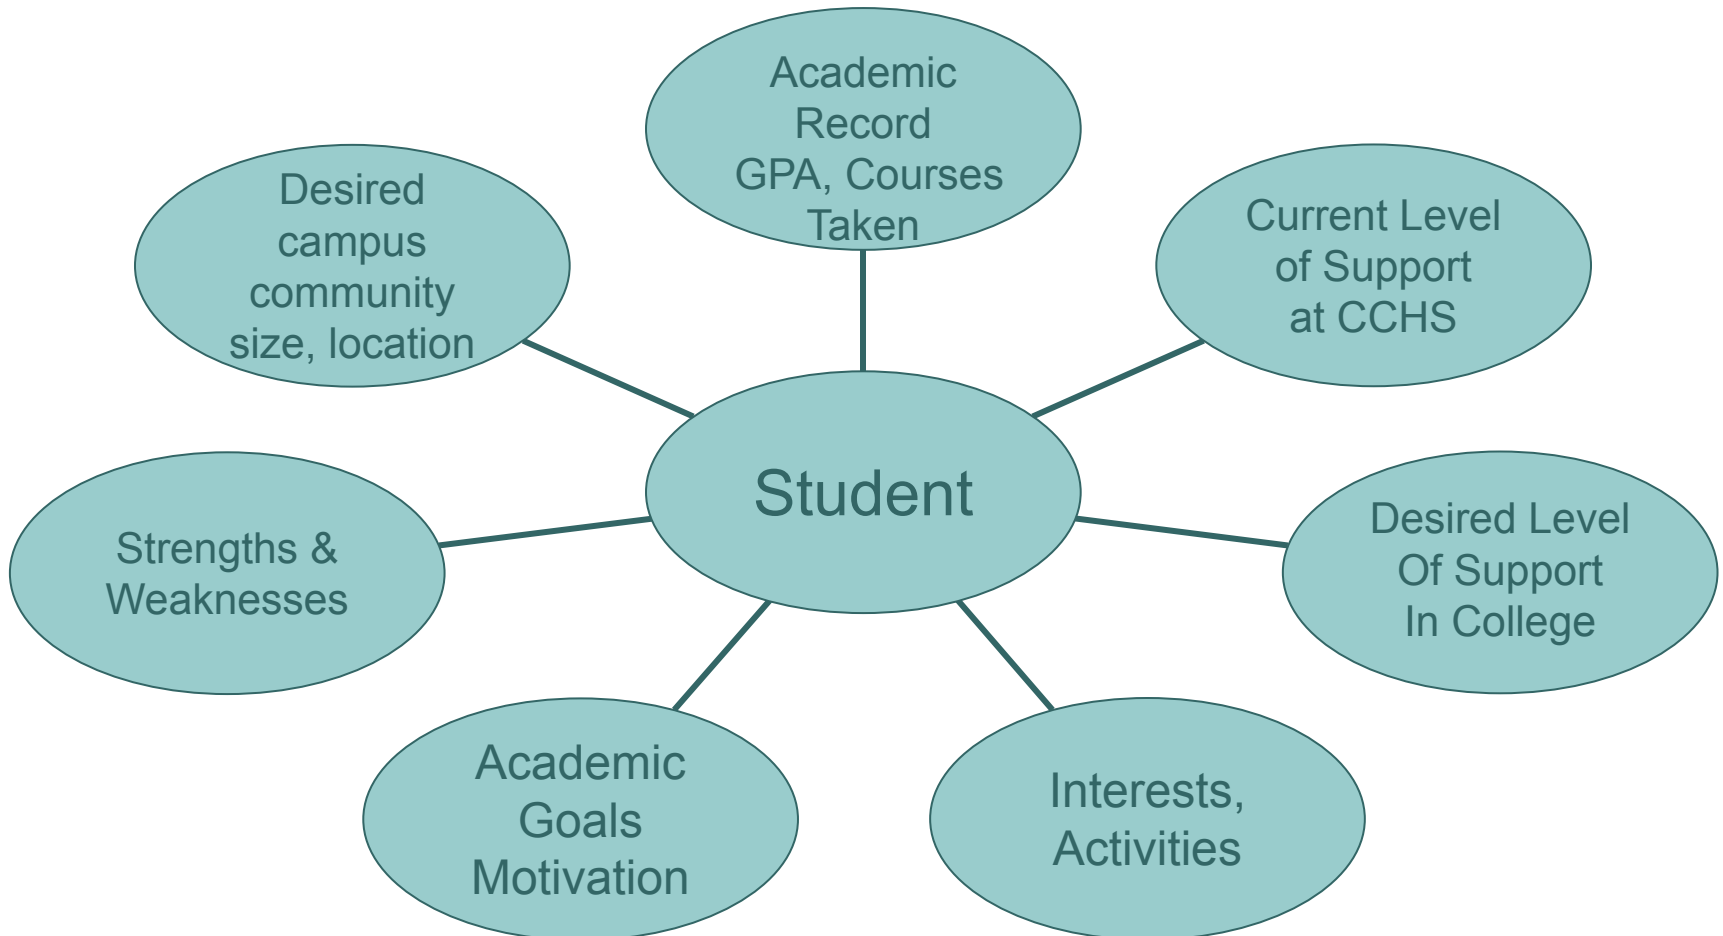 Academic
Record
GPA, Courses
Taken
Desired
campus
community
size, location
Current Level
of Support
at CCHS
Student
Strengths &
Weaknesses
Desired Level
Of Support
In College
Academic
Goals
Motivation
Interests,
Activities